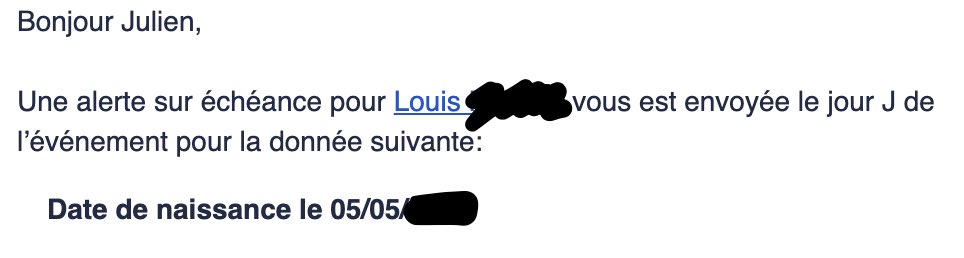 Bonjour Julien,
Une alerte sur échéance pour Louis vous est envoyée le jour J de
l’événement pour la donnée suivante:
Date de naissance le 05/05/